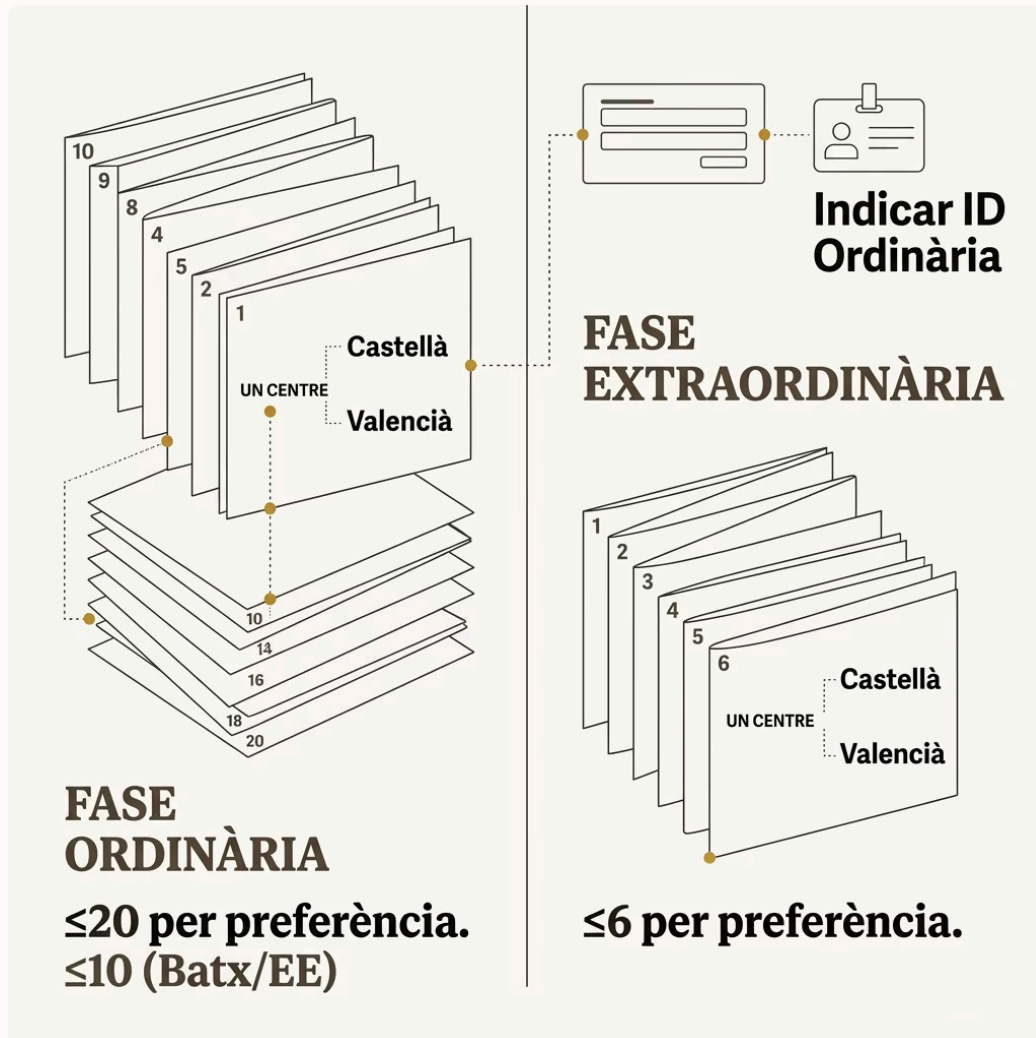 10
9
8
4
5
2
1
Castellà
UN CENTRE
Valencià
10
14
16
18
20
FASE
ORDINÀRIA
≤20 per preferència.
≤10 (Batx/EE)
Indicar ID
Ordinària
FASE
EXTRAORDINÀRIA
1
2
3
4
5
6
Castellà
UN CENTRE
Valencià
≤6 per preferència.